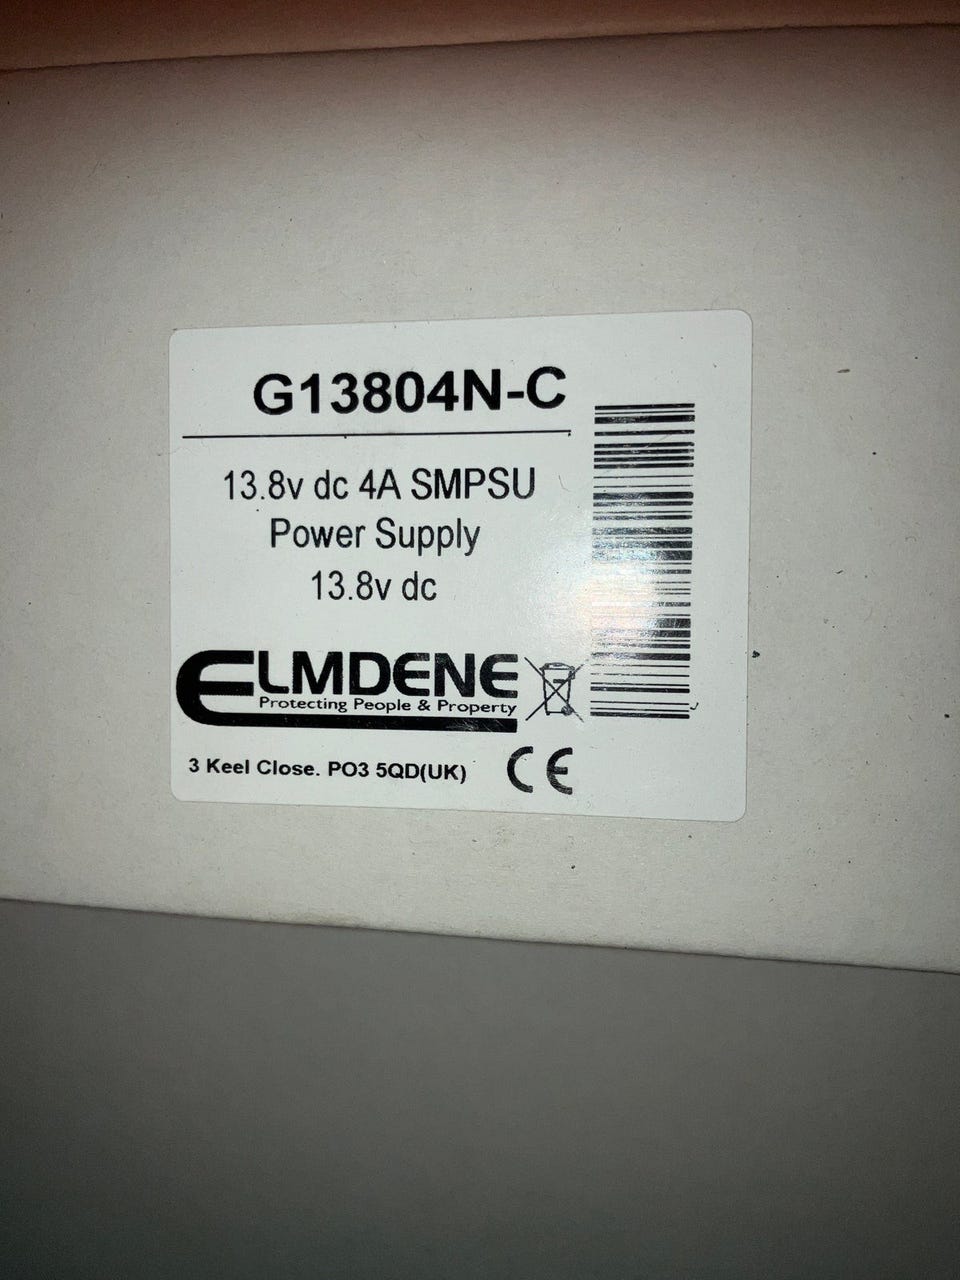 G13804N-C
13.8v dc 4A SMPSU
Power Supply
13.8v dc
ELMDENE
Protecting People & Property
3 Keel Close. PO3 5QD(UK)
CE